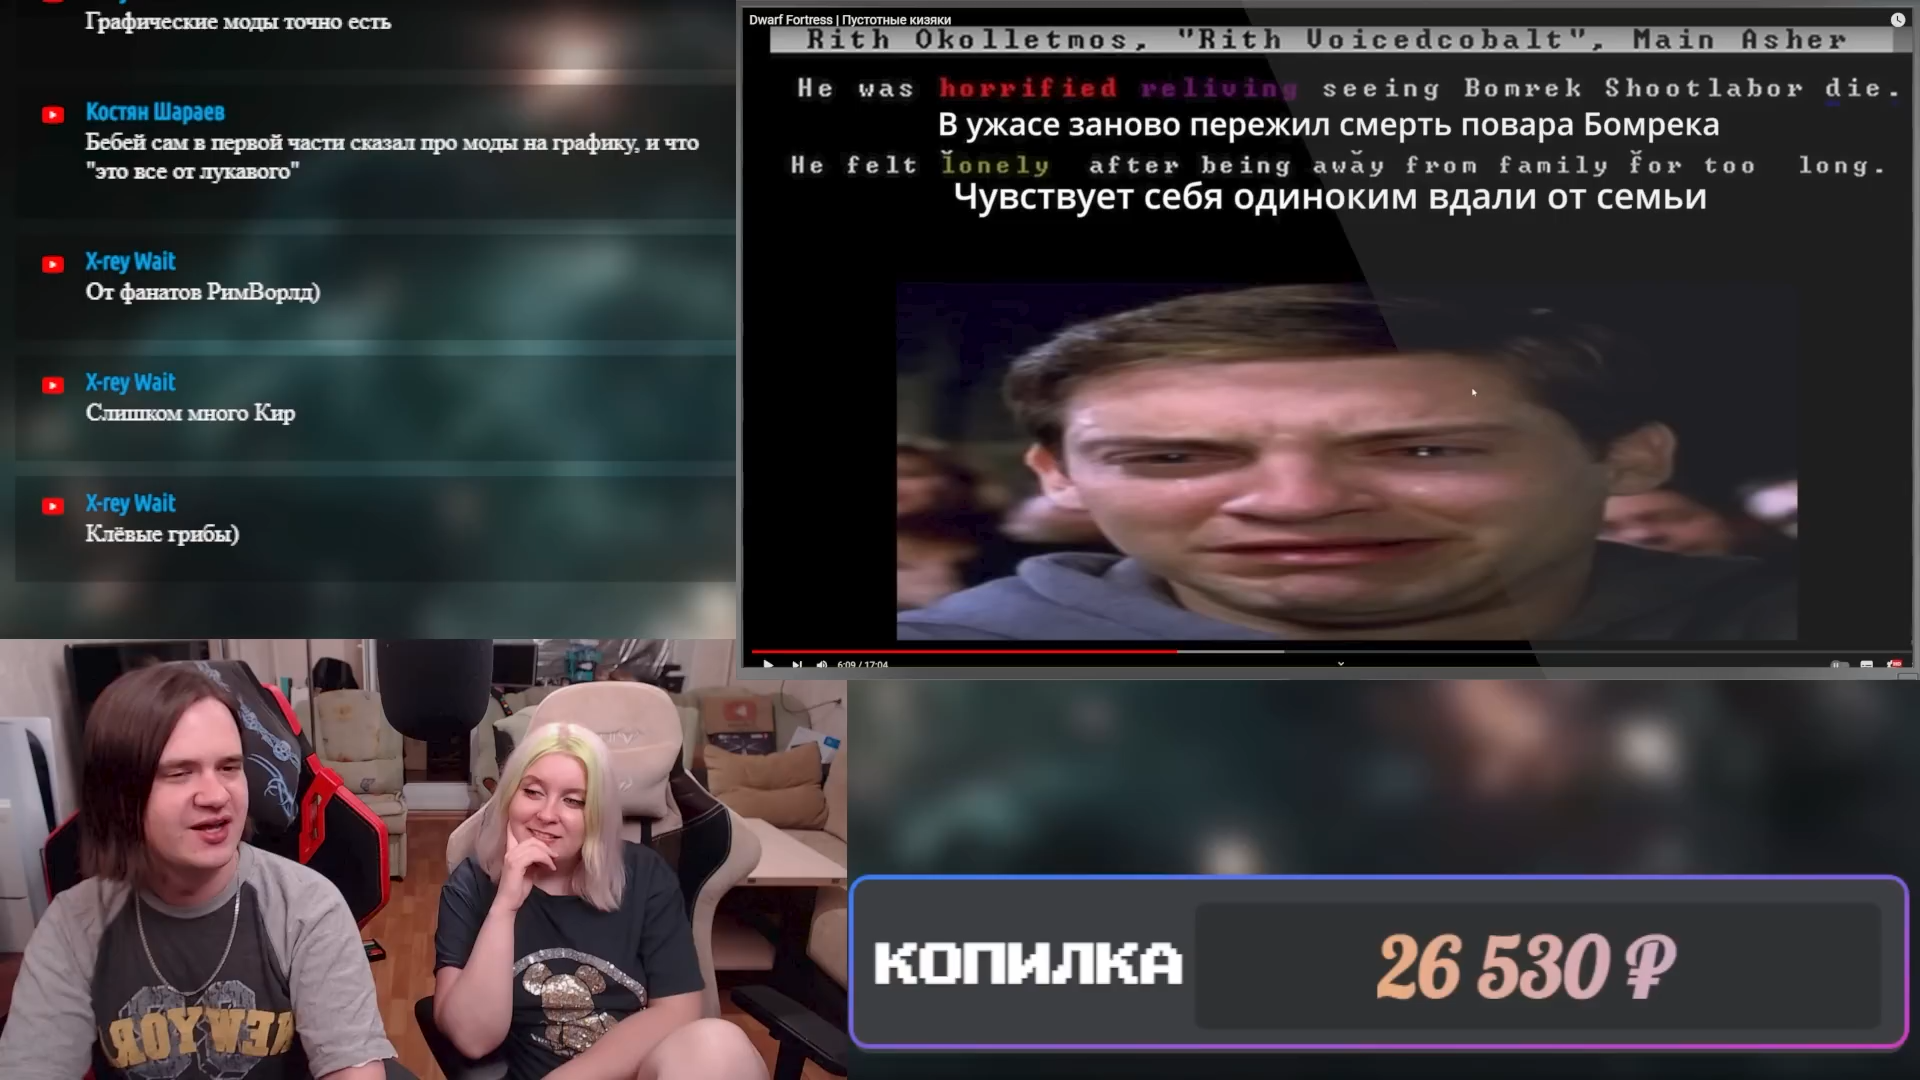 Графические моды точно есть
Костян Шараев
Бебей сам в первой части сказал про моды на графику, и что
"это все от лукавого"
X-rey Wait
От фанатов РимВорлд)
X-rey Wait
Слишком много Кир
X-rey Wait
Клёвые грибы)
Dwarf Fortress | Пустотные кизяки
Rith Okolletmos, "Rith Voicedcobalt", Main Asher
He was horrified reliving seeing Bomrek Shootlabor die.
В ужасе заново пережил смерть повара Бомрека
He felt lonely after being away from family for too long.
Чувствует себя одиноким вдали от семьи
6:09 / 17:04
NEW YOR
КОПИЛКА
26 530 ₽